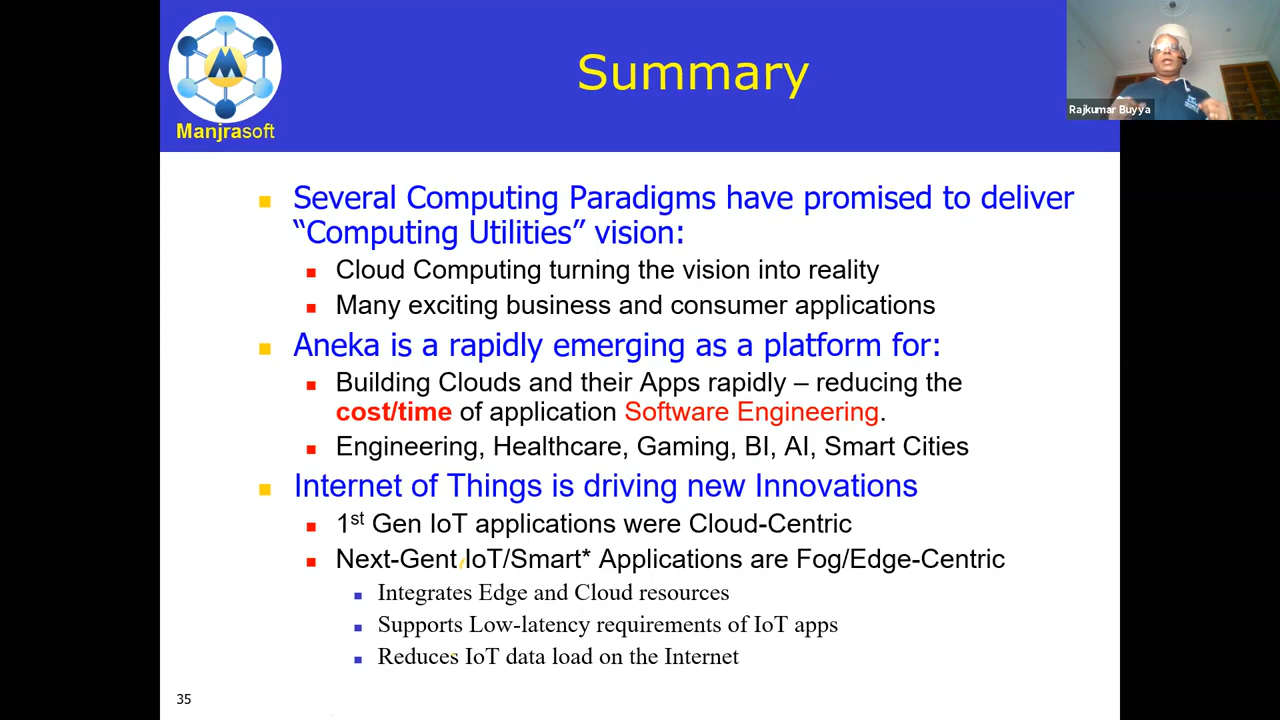 Manjrasoft
Summary
Rajkumar Buyya
Several Computing Paradigms have promised to deliver
“Computing Utilities” vision:
Cloud Computing turning the vision into reality
Many exciting business and consumer applications
Aneka is a rapidly emerging as a platform for:
Building Clouds and their Apps rapidly – reducing the
cost/time of application Software Engineering.
Engineering, Healthcare, Gaming, BI, AI, Smart Cities
Internet of Things is driving new Innovations
1st Gen IoT applications were Cloud-Centric
Next-Gent IoT/Smart* Applications are Fog/Edge-Centric
Integrates Edge and Cloud resources
Supports Low-latency requirements of IoT apps
Reduces IoT data load on the Internet
35